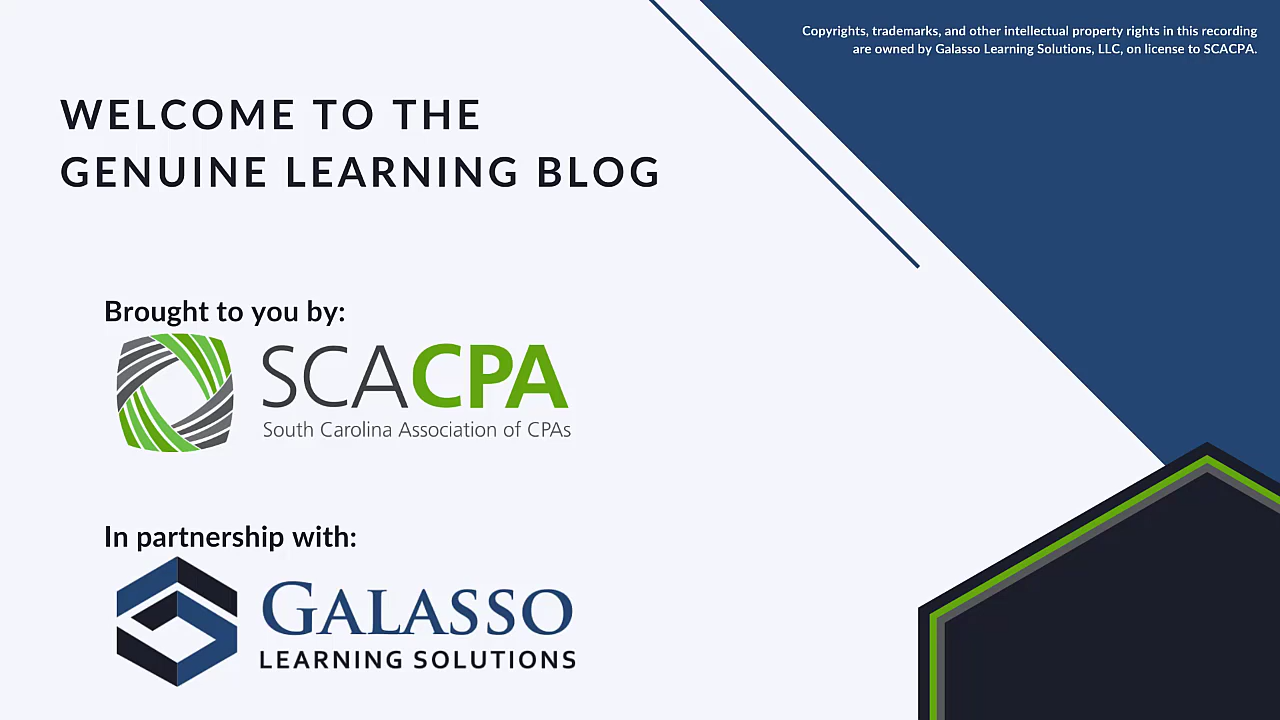 Copyrights, trademarks, and other intellectual property rights in this recording
are owned by Galasso Learning Solutions, LLC, on license to SCACPA.
WELCOME TO THE
GENUINE LEARNING BLOG
Brought to you by:
SCACPA
South Carolina Association of CPAs
In partnership with:
GALASSO
LEARNING SOLUTIONS